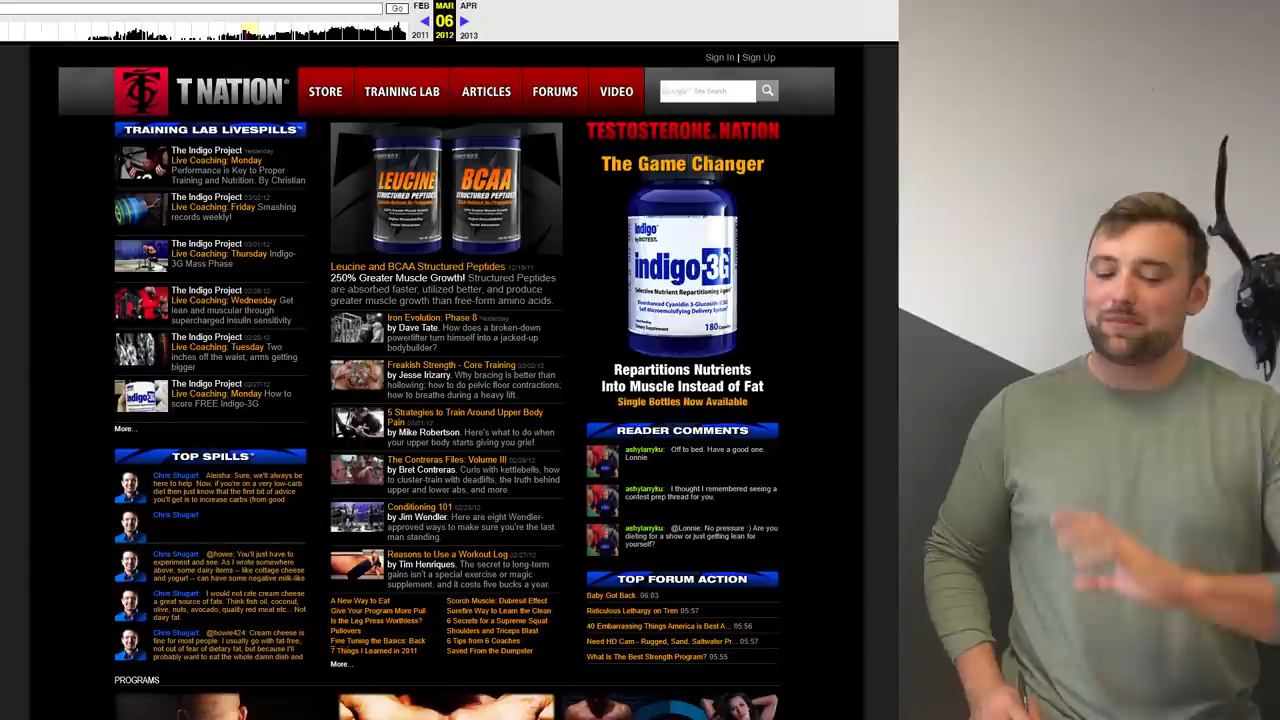 Go
FEB
MAR
APR
06
2011
2012
2013
Sign In | Sign Up
T NATION
STORE
TRAINING LAB
ARTICLES
FORUMS
VIDEO
Site Search
TRAINING LAB LIVESPILLS™
The Indigo Project Yesterday
Live Coaching: Monday
Performance is Key to Proper
Training and Nutrition. By Christian
The Indigo Project 03/02/12
Live Coaching: Friday Smashing
records weekly!
The Indigo Project 03/01/12
Live Coaching: Thursday Indigo-
3G Mass Phase
The Indigo Project
Live Coaching: Wednesday Get
lean and muscular through
supercharged insulin sensitivity
The Indigo Project
Live Coaching: Tuesday Two
inches off the waist, arms getting
bigger
The Indigo Project 02/27/12
Live Coaching: Monday How to
score FREE Indigo-3G
More...
TOP SPILLS™
Chris Shugart: Aleisha: Sure, we'll always be
here to help. Now, if you're on a very low-carb
diet then just know that the first bit of advice
you'll get is to increase carbs (from good
Chris Shugart:
Chris Shugart: @howie: You'll just have to
experiment and see. As I wrote somewhere
above, some dairy items -- like cottage cheese
and yogurt -- can have some negative milk-like
Chris Shugart: I would not rate cream cheese
a great source of fats. Think fish oil, coconut,
olive, nuts, avocado, quality red meat etc... Not
dairy fat.
Chris Shugart: @howie424: Cream cheese is
fine for most people. I usually go with fat-free,
not out of fear of dietary fat, but because I'll
probably want to eat the whole damn dish and
LEUCINE
STRUCTURED PEPTIDES
BCAA
STRUCTURED PEPTIDES
Leucine and BCAA Structured Peptides 12/15/11
250% Greater Muscle Growth! Structured Peptides
are absorbed faster, utilized better, and produce
greater muscle growth than free-form amino acids.
Iron Evolution: Phase 8 Yesterday
by Dave Tate. How does a broken-down
powerlifter turn himself into a jacked-up
bodybuilder?
Freakish Strength - Core Training 03/02/12
by Jesse Irizarry. Why bracing is better than
hollowing; how to do pelvic floor contractions;
how to breathe during a heavy lift.
5 Strategies to Train Around Upper Body
Pain 03/01/12
by Mike Robertson. Here's what to do when
your upper body starts giving you grief.
The Contreras Files: Volume III
by Bret Contreras. Curls with kettlebells, how
to cluster-train with deadlifts, the truth behind
upper and lower abs, and more
Conditioning 101
by Jim Wendler. Here are eight Wendler-
approved ways to make sure you're the last
man standing.
Reasons to Use a Workout Log 02/27/12
by Tim Henriques. The secret to long-term
gains isn't a special exercise or magic
supplement, and it costs five bucks a year.
A New Way to Eat
Give Your Program More Pull
Is the Leg Press Worthless?
Pullovers
Fine Tuning the Basics: Back
7 Things I Learned in 2011
More...
Scorch Muscle: Dubreuil Effect
Surefire Way to Learn the Clean
6 Secrets for a Supreme Squat
Shoulders and Triceps Blast
6 Tips from 6 Coaches
Saved From the Dumpster
TESTOSTERONE NATION
The Game Changer
Indigo
by BIOTEST
indigo-3G
Selective Nutrient Repartitioning Agent
Self-Microemulsifying Delivery System
180
Repartitions Nutrients
Into Muscle Instead of Fat
Single Bottles Now Available
READER COMMENTS
ashylarryku: Off to bed. Have a good one.
Lonnie
ashylarryku: I thought I remembered seeing a
contest prep thread for you.
ashylarryku: @Lonnie: No pressure :) Are you
dieting for a show or just getting lean for
yourself?
TOP FORUM ACTION
Baby Got Back. 06:03
Ridiculous Lethargy on Tren 05:57
40 Embarrassing Things America is Best A... 05:56
Need HD Cam - Rugged, Sand, Saltwater Pr... 05:57
What Is The Best Strength Program? 05:55
PROGRAMS